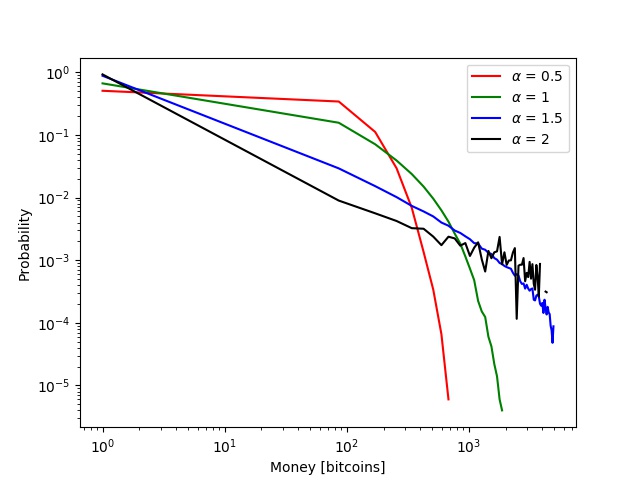 10⁰
10⁻¹
10⁻²
10⁻³
10⁻⁴
10⁻⁵
Probability
α = 0.5
α = 1
α = 1.5
α = 2
10⁰ 10¹ 10² 10³
Money [bitcoins]